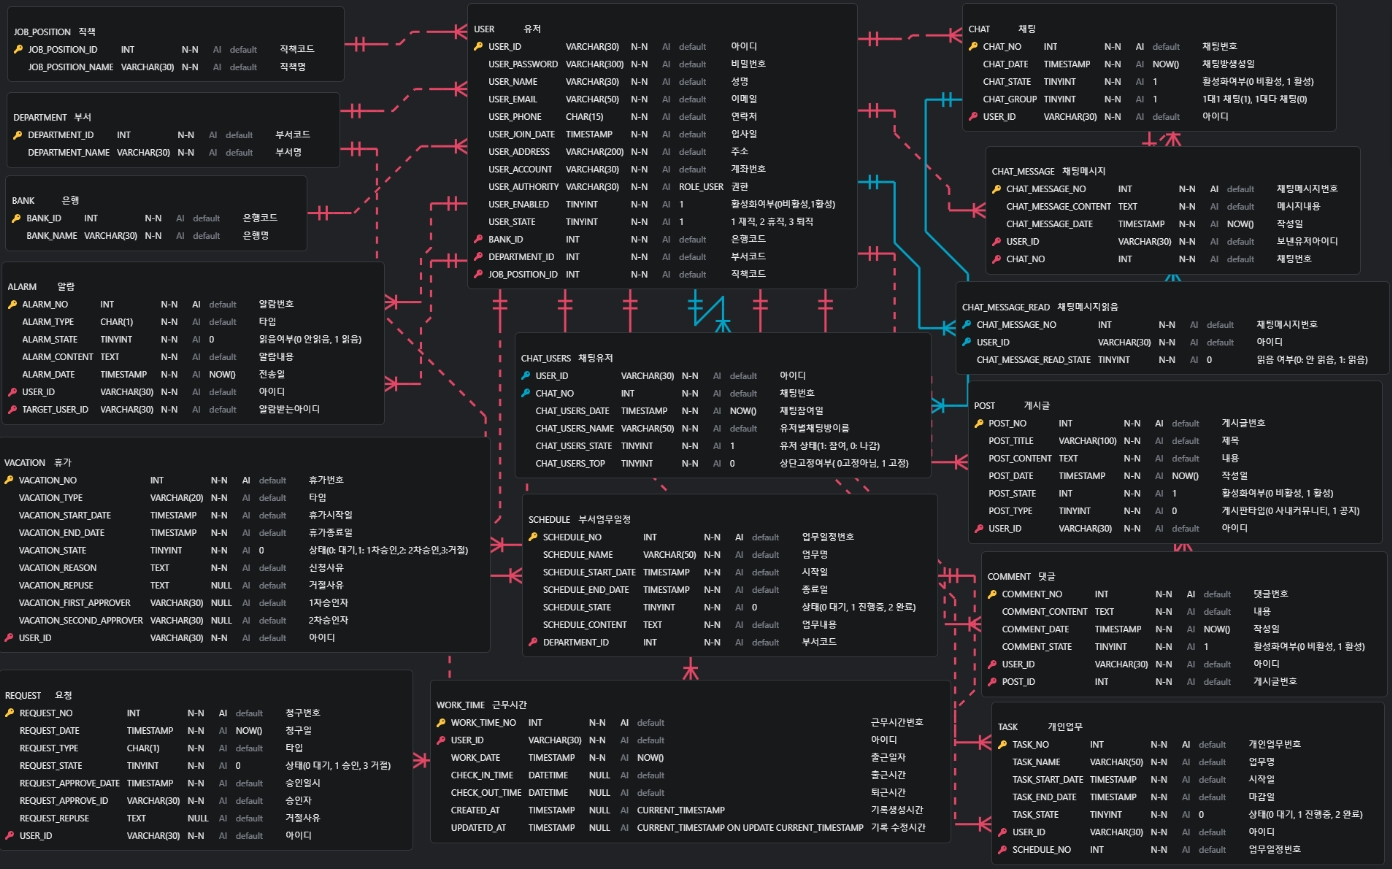 JOB_POSITION 직책
JOB_POSITION_ID INT N-N AI default 직책코드
JOB_POSITION_NAME VARCHAR(30) N-N AI default 직책명
DEPARTMENT 부서
DEPARTMENT_ID INT N-N AI default 부서코드
DEPARTMENT_NAME VARCHAR(30) N-N AI default 부서명
BANK 은행
BANK_ID INT N-N AI default 은행코드
BANK_NAME VARCHAR(30) N-N AI default 은행명
ALARM 알람
ALARM_NO INT N-N AI default 알람번호
ALARM_TYPE CHAR(1) N-N AI default 타입
ALARM_STATE TINYINT N-N AI 0 읽음여부(0 안읽음, 1 읽음)
ALARM_CONTENT TEXT N-N AI default 알람내용
ALARM_DATE TIMESTAMP N-N AI NOW() 전송일
USER_ID VARCHAR(30) N-N AI default 아이디
TARGET_USER_ID VARCHAR(30) N-N AI default 알람받는아이디
VACATION 휴가
VACATION_NO INT N-N AI default 휴가번호
VACATION_TYPE VARCHAR(20) N-N AI default 타입
VACATION_START_DATE TIMESTAMP N-N AI default 휴가시작일
VACATION_END_DATE TIMESTAMP N-N AI default 휴가종료일
VACATION_STATE TINYINT N-N AI 0 상태(0: 대기,1: 1차승인,2: 2차승인,3:거절)
VACATION_REASON TEXT N-N AI default 신청사유
VACATION_REPUSE TEXT NULL AI default 거절사유
VACATION_FIRST_APPROVER VARCHAR(30) NULL AI default 1차승인자
VACATION_SECOND_APPROVER VARCHAR(30) NULL AI default 2차승인자
USER_ID VARCHAR(30) N-N AI default 아이디
REQUEST 요청
REQUEST_NO INT N-N AI default 청구번호
REQUEST_DATE TIMESTAMP N-N AI NOW() 청구일
REQUEST_TYPE CHAR(1) N-N AI default 타입
REQUEST_STATE TINYINT N-N AI 0 상태(0 대기, 1 승인, 3 거절)
REQUEST_APPROVE_DATE TIMESTAMP N-N AI default 승인일시
REQUEST_APPROVE_ID VARCHAR(30) N-N AI default 승인자
REQUEST_REPUSE TEXT NULL AI default 거절사유
USER_ID VARCHAR(30) N-N AI default 아이디
USER 유저
USER_ID VARCHAR(30) N-N AI default 아이디
USER_PASSWORD VARCHAR(300) N-N AI default 비밀번호
USER_NAME VARCHAR(30) N-N AI default 성명
USER_EMAIL VARCHAR(50) N-N AI default 이메일
USER_PHONE CHAR(15) N-N AI default 연락처
USER_JOIN_DATE TIMESTAMP N-N AI default 입사일
USER_ADDRESS VARCHAR(200) N-N AI default 주소
USER_ACCOUNT VARCHAR(30) N-N AI default 계좌번호
USER_AUTHORITY VARCHAR(30) N-N AI ROLE_USER 권한
USER_ENABLED TINYINT N-N AI 1 활성화여부(0비활성,1활성)
USER_STATE TINYINT N-N AI 1 1 재직, 2 휴직, 3 퇴직
BANK_ID INT N-N AI default 은행코드
DEPARTMENT_ID INT N-N AI default 부서코드
JOB_POSITION_ID INT N-N AI default 직책코드
CHAT_USERS 채팅유저
USER_ID VARCHAR(30) N-N AI default 아이디
CHAT_NO INT N-N AI default 채팅번호
CHAT_USERS_DATE TIMESTAMP N-N AI NOW() 채팅참여일
CHAT_USERS_NAME VARCHAR(50) N-N AI default 유저별채팅방이름
CHAT_USERS_STATE TINYINT N-N AI 1 유저 상태(1: 참여, 0: 나감)
CHAT_USERS_TOP TINYINT N-N AI 0 상단고정여부( 0고정아님, 1 고정)
SCHEDULE 부서업무일정
SCHEDULE_NO INT N-N AI default 업무일정번호
SCHEDULE_NAME VARCHAR(50) N-N AI default 업무명
SCHEDULE_START_DATE TIMESTAMP N-N AI default 시작일
SCHEDULE_END_DATE TIMESTAMP N-N AI default 종료일
SCHEDULE_STATE TINYINT N-N AI 0 상태(0 대기, 1 진행중, 2 완료)
SCHEDULE_CONTENT TEXT N-N AI default 업무내용
DEPARTMENT_ID INT N-N AI default 부서코드
WORK_TIME 근무시간
WORK_TIME_NO INT N-N AI default 근무시간번호
USER_ID VARCHAR(30) N-N AI default 아이디
WORK_DATE TIMESTAMP N-N AI NOW() 출근일자
CHECK_IN_TIME DATETIME NULL AI default 출근시간
CHECK_OUT_TIME DATETIME NULL AI default 퇴근시간
CREATED_AT TIMESTAMP NULL AI CURRENT_TIMESTAMP 기록생성시간
UPDATETD_AT TIMESTAMP NULL AI CURRENT_TIMESTAMP ON UPDATE CURRENT_TIMESTAMP 기록 수정시간
CHAT 채팅
CHAT_NO INT N-N AI default 채팅번호
CHAT_DATE TIMESTAMP N-N AI NOW() 채팅방생성일
CHAT_STATE TINYINT N-N AI 1 활성화여부(0 비활성, 1 활성)
CHAT_GROUP TINYINT N-N AI 1 1대1 채팅(1), 1대다 채팅(0)
USER_ID VARCHAR(30) N-N AI default 아이디
CHAT_MESSAGE 채팅메시지
CHAT_MESSAGE_NO INT N-N AI default 채팅메시지번호
CHAT_MESSAGE_CONTENT TEXT N-N AI default 메시지내용
CHAT_MESSAGE_DATE TIMESTAMP N-N AI NOW() 작성일
USER_ID VARCHAR(30) N-N AI default 보낸유저아이디
CHAT_NO INT N-N AI default 채팅번호
CHAT_MESSAGE_READ 채팅메시지읽음
CHAT_MESSAGE_NO INT N-N AI default 채팅메시지번호
USER_ID VARCHAR(30) N-N AI default 아이디
CHAT_MESSAGE_READ_STATE TINYINT N-N AI 0 읽음 여부(0: 안 읽음, 1: 읽음)
POST 게시글
POST_NO INT N-N AI default 게시글번호
POST_TITLE VARCHAR(100) N-N AI default 제목
POST_CONTENT TEXT N-N AI default 내용
POST_DATE TIMESTAMP N-N AI NOW() 작성일
POST_STATE INT N-N AI 1 활성화여부(0 비활성, 1 활성)
POST_TYPE TINYINT N-N AI 0 게시판타입(0 사내커뮤니티, 1 공지)
USER_ID VARCHAR(30) N-N AI default 아이디
COMMENT 댓글
COMMENT_NO INT N-N AI default 댓글번호
COMMENT_CONTENT TEXT N-N AI default 내용
COMMENT_DATE TIMESTAMP N-N AI NOW() 작성일
COMMENT_STATE TINYINT N-N AI 1 활성화여부(0 비활성, 1 활성)
USER_ID VARCHAR(30) N-N AI default 아이디
POST_ID INT N-N AI default 게시글번호
TASK 개인업무
TASK_NO INT N-N AI default 개인업무번호
TASK_NAME VARCHAR(50) N-N AI default 업무명
TASK_START_DATE TIMESTAMP N-N AI default 시작일
TASK_END_DATE TIMESTAMP N-N AI default 마감일
TASK_STATE TINYINT N-N AI 0 상태(0 대기, 1 진행중, 2 완료)
USER_ID VARCHAR(30) N-N AI default 아이디
SCHEDULE_NO INT N-N AI default 업무일정번호